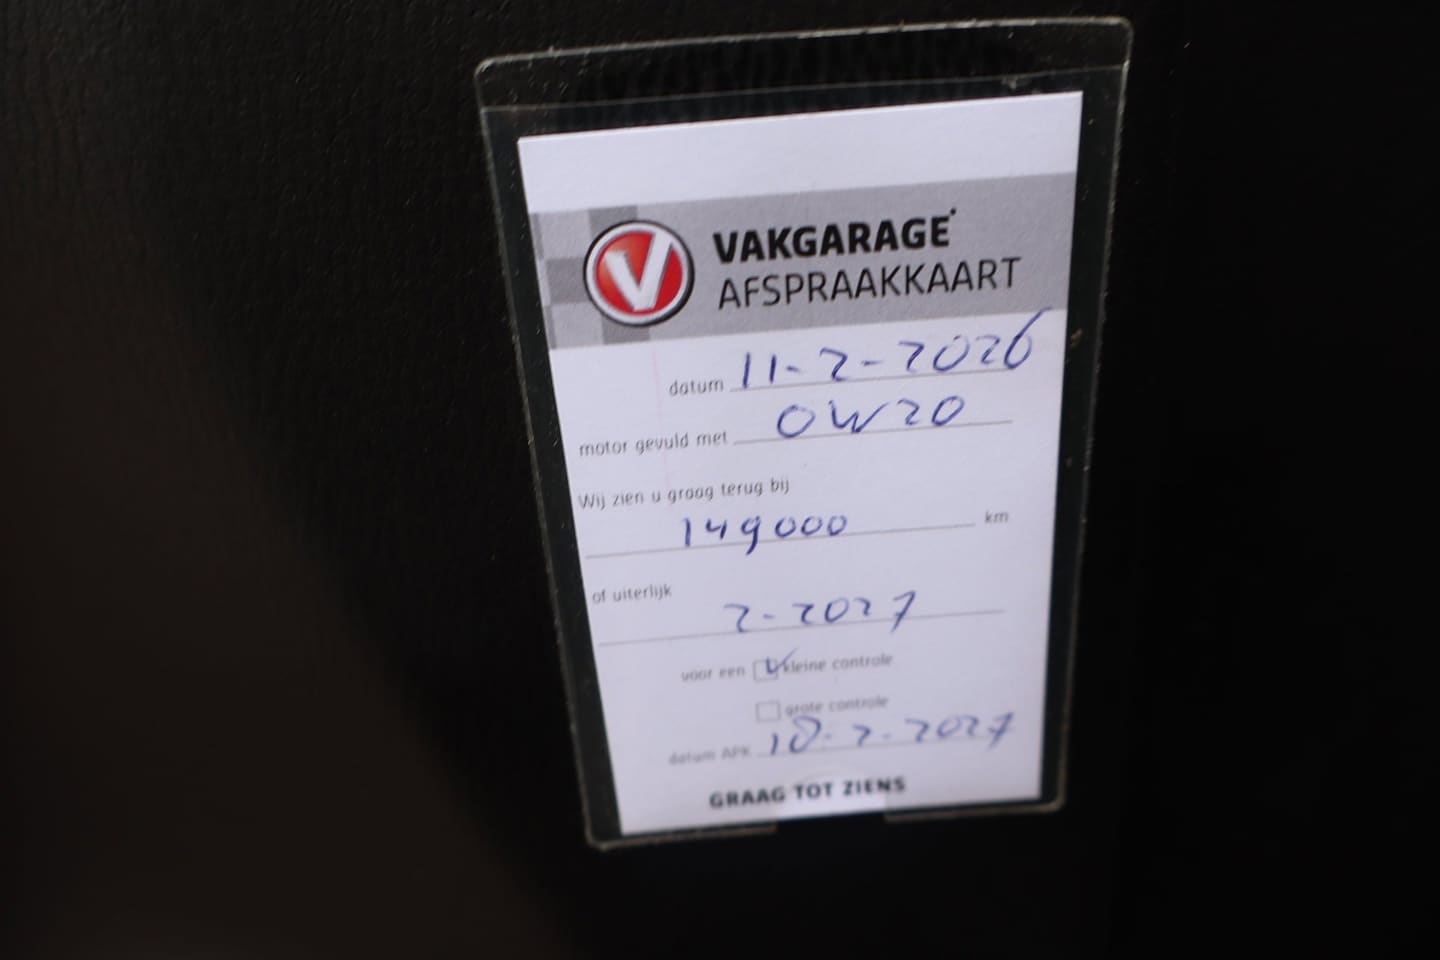 V VAKGARAGE
AFSPRAAKKAART
datum 11-2-2026
motor gevuld met 0W20
Wij zien u graag terug bij
149000 km
of uiterlijk
2-2027
voor een kleine controle
grote controle
datum APK 18-2-2027
GRAAG TOT ZIENS